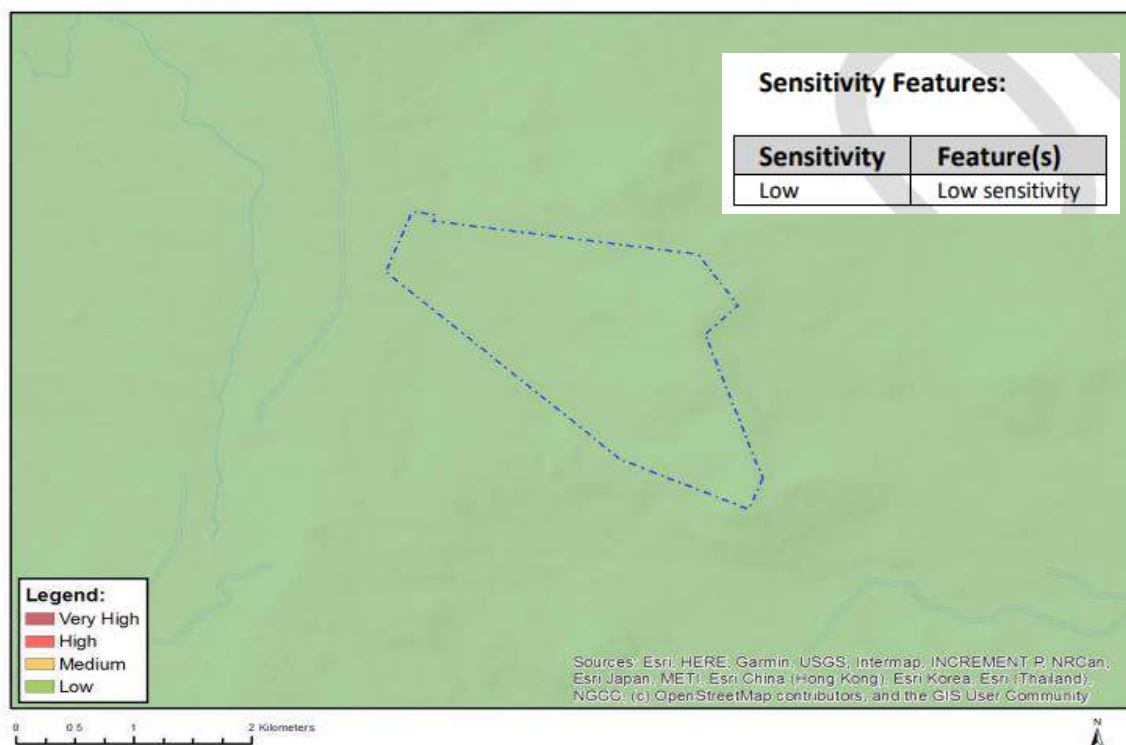 Sensitivity Features:
Sensitivity Feature(s)
Low Low sensitivity
Legend:
Very High
High
Medium
Low
Sources: Esri, HERE, Garmin, USGS, Intermap, INCREMENT P, NRCan,
Esri Japan, METI, Esri China (Hong Kong), Esri Korea, Esri (Thailand),
NGCC, (c) OpenStreetMap contributors, and the GIS User Community
0 0.5 1 2 Kilometers
N